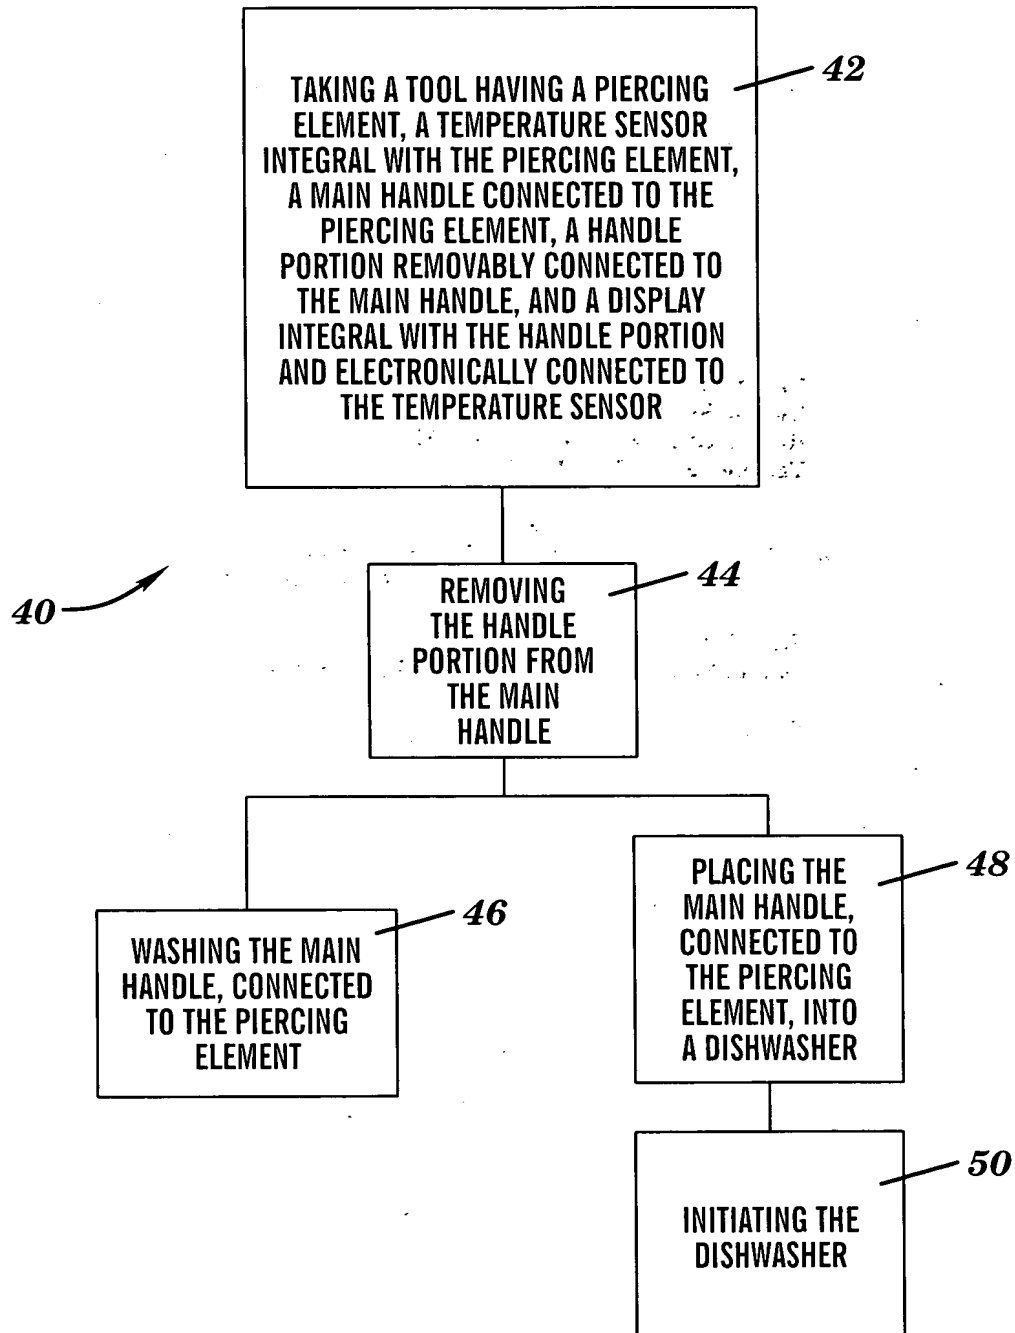 42
TAKING A TOOL HAVING A PIERCING
ELEMENT, A TEMPERATURE SENSOR
INTEGRAL WITH THE PIERCING ELEMENT,
A MAIN HANDLE CONNECTED TO THE
PIERCING ELEMENT, A HANDLE
PORTION REMOVABLY CONNECTED TO
THE MAIN HANDLE, AND A DISPLAY
INTEGRAL WITH THE HANDLE PORTION
AND ELECTRONICALLY CONNECTED TO
THE TEMPERATURE SENSOR
40
44
REMOVING
THE HANDLE
PORTION FROM
THE MAIN
HANDLE
46
WASHING THE MAIN
HANDLE, CONNECTED
TO THE PIERCING
ELEMENT
48
PLACING THE
MAIN HANDLE,
CONNECTED TO
THE PIERCING
ELEMENT, INTO
A DISHWASHER
50
INITIATING THE
DISHWASHER